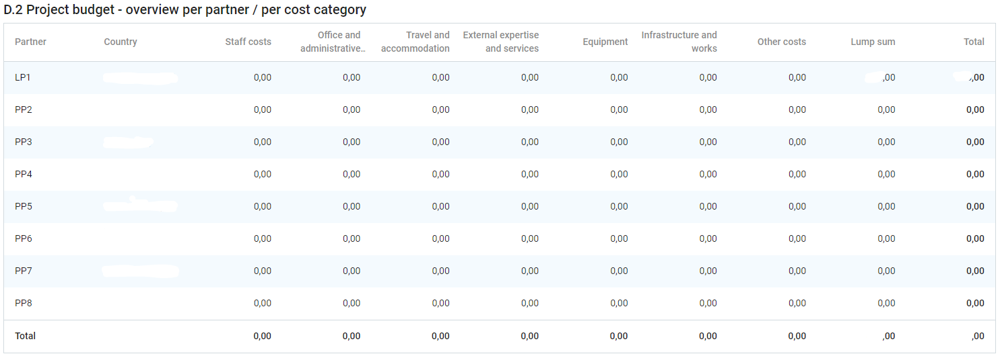 D.2 Project budget - overview per partner / per cost category
Partner Country Staff costs Office and administrative.. Travel and accommodation External expertise and services Equipment Infrastructure and works Other costs Lump sum Total
LP1 0,00 0,00 0,00 0,00 0,00 0,00 0,00 ,00 ,00
PP2 0,00 0,00 0,00 0,00 0,00 0,00 0,00 0,00 0,00
PP3 0,00 0,00 0,00 0,00 0,00 0,00 0,00 0,00 0,00
PP4 0,00 0,00 0,00 0,00 0,00 0,00 0,00 0,00 0,00
PP5 0,00 0,00 0,00 0,00 0,00 0,00 0,00 0,00 0,00
PP6 0,00 0,00 0,00 0,00 0,00 0,00 0,00 0,00 0,00
PP7 0,00 0,00 0,00 0,00 0,00 0,00 0,00 0,00 0,00
PP8 0,00 0,00 0,00 0,00 0,00 0,00 0,00 0,00 0,00
Total 0,00 0,00 0,00 0,00 0,00 0,00 0,00 ,00 ,00